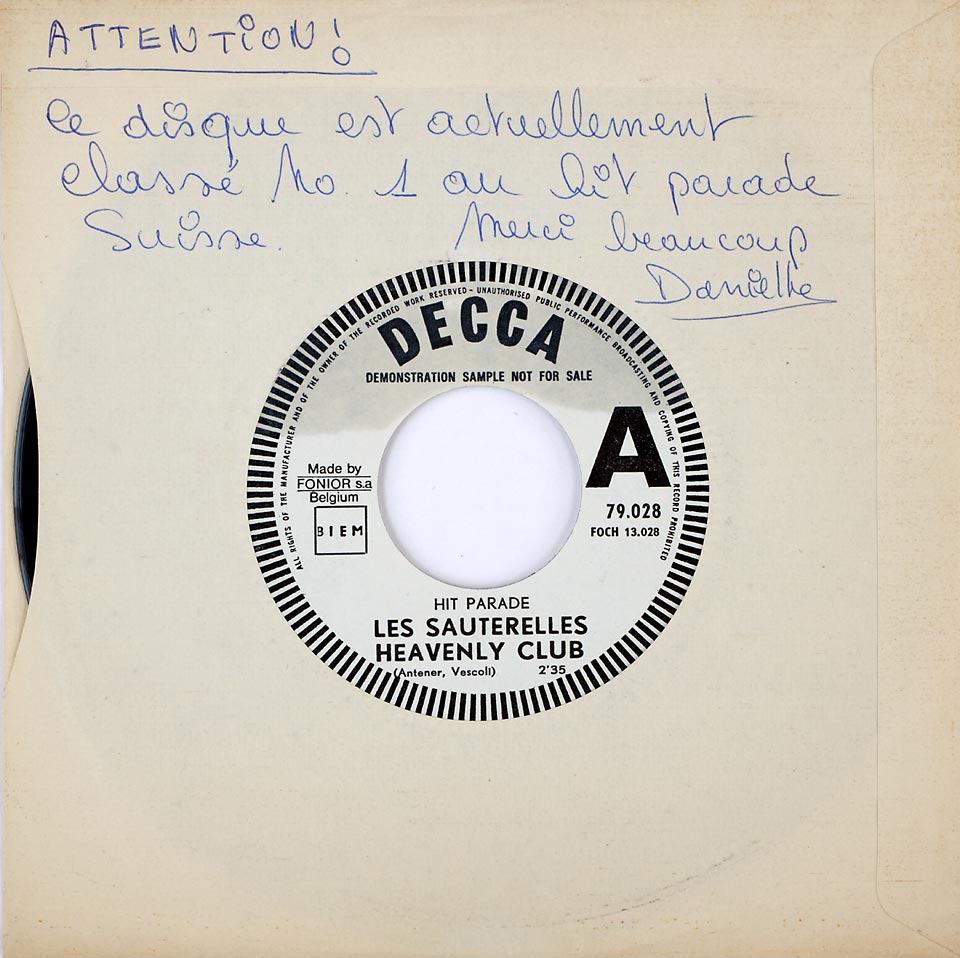 ATTENTION!
Ce disque est actuellement
classé No. 1 au hit parade
Suisse. Merci beaucoup
Danielle
ALL RIGHTS OF THE MANUFACTURER AND OF THE OWNER OF THE RECORDED WORK RESERVED - UNAUTHORISED PUBLIC PERFORMANCE BROADCASTING AND COPYING OF THIS RECORD PROHIBITED
DECCA
DEMONSTRATION SAMPLE NOT FOR SALE
A
Made by
FONIOR s.a
Belgium
BIEM
79.028
FOCH 13.028
HIT PARADE
LES SAUTERELLES
HEAVENLY CLUB
(Antener, Vescoli) 2'35